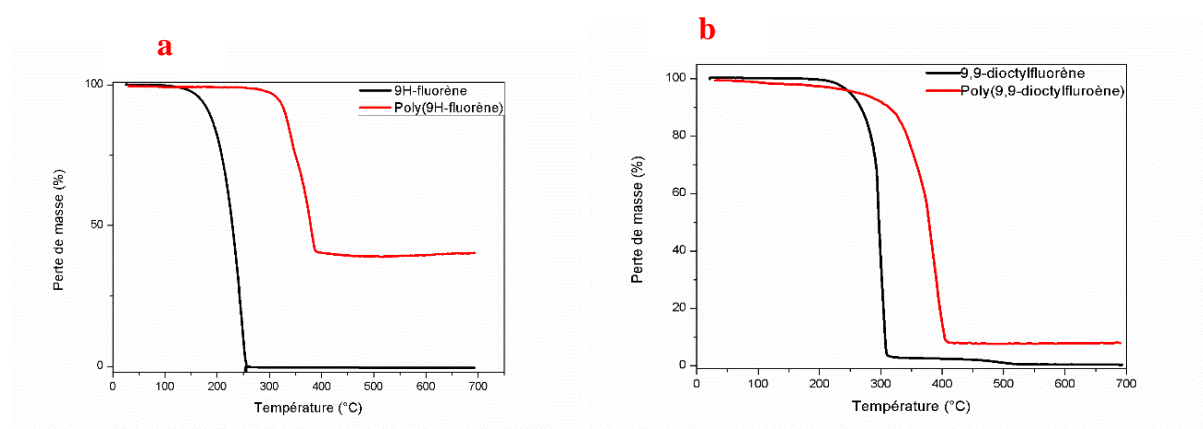 a
Perte de masse (%)
100
50
0
9H-fluorène
Poly(9H-fluorène)
0 100 200 300 400 500 600 700
Température (°C)
b
Perte de masse (%)
100
80
60
40
20
0
9,9-dioctylfluorène
Poly(9,9-dioctylfluroène)
0 100 200 300 400 500 600 700
Température (°C)